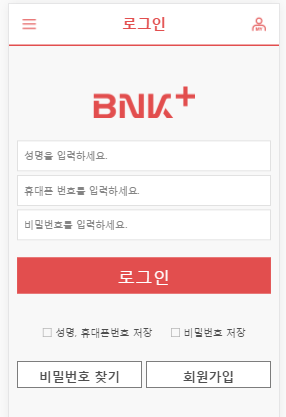 로그인
BNK+
성명을 입력하세요.
휴대폰 번호를 입력하세요.
비밀번호를 입력하세요.
로그인
성명, 휴대폰번호 저장 비밀번호 저장
비밀번호 찾기 회원가입